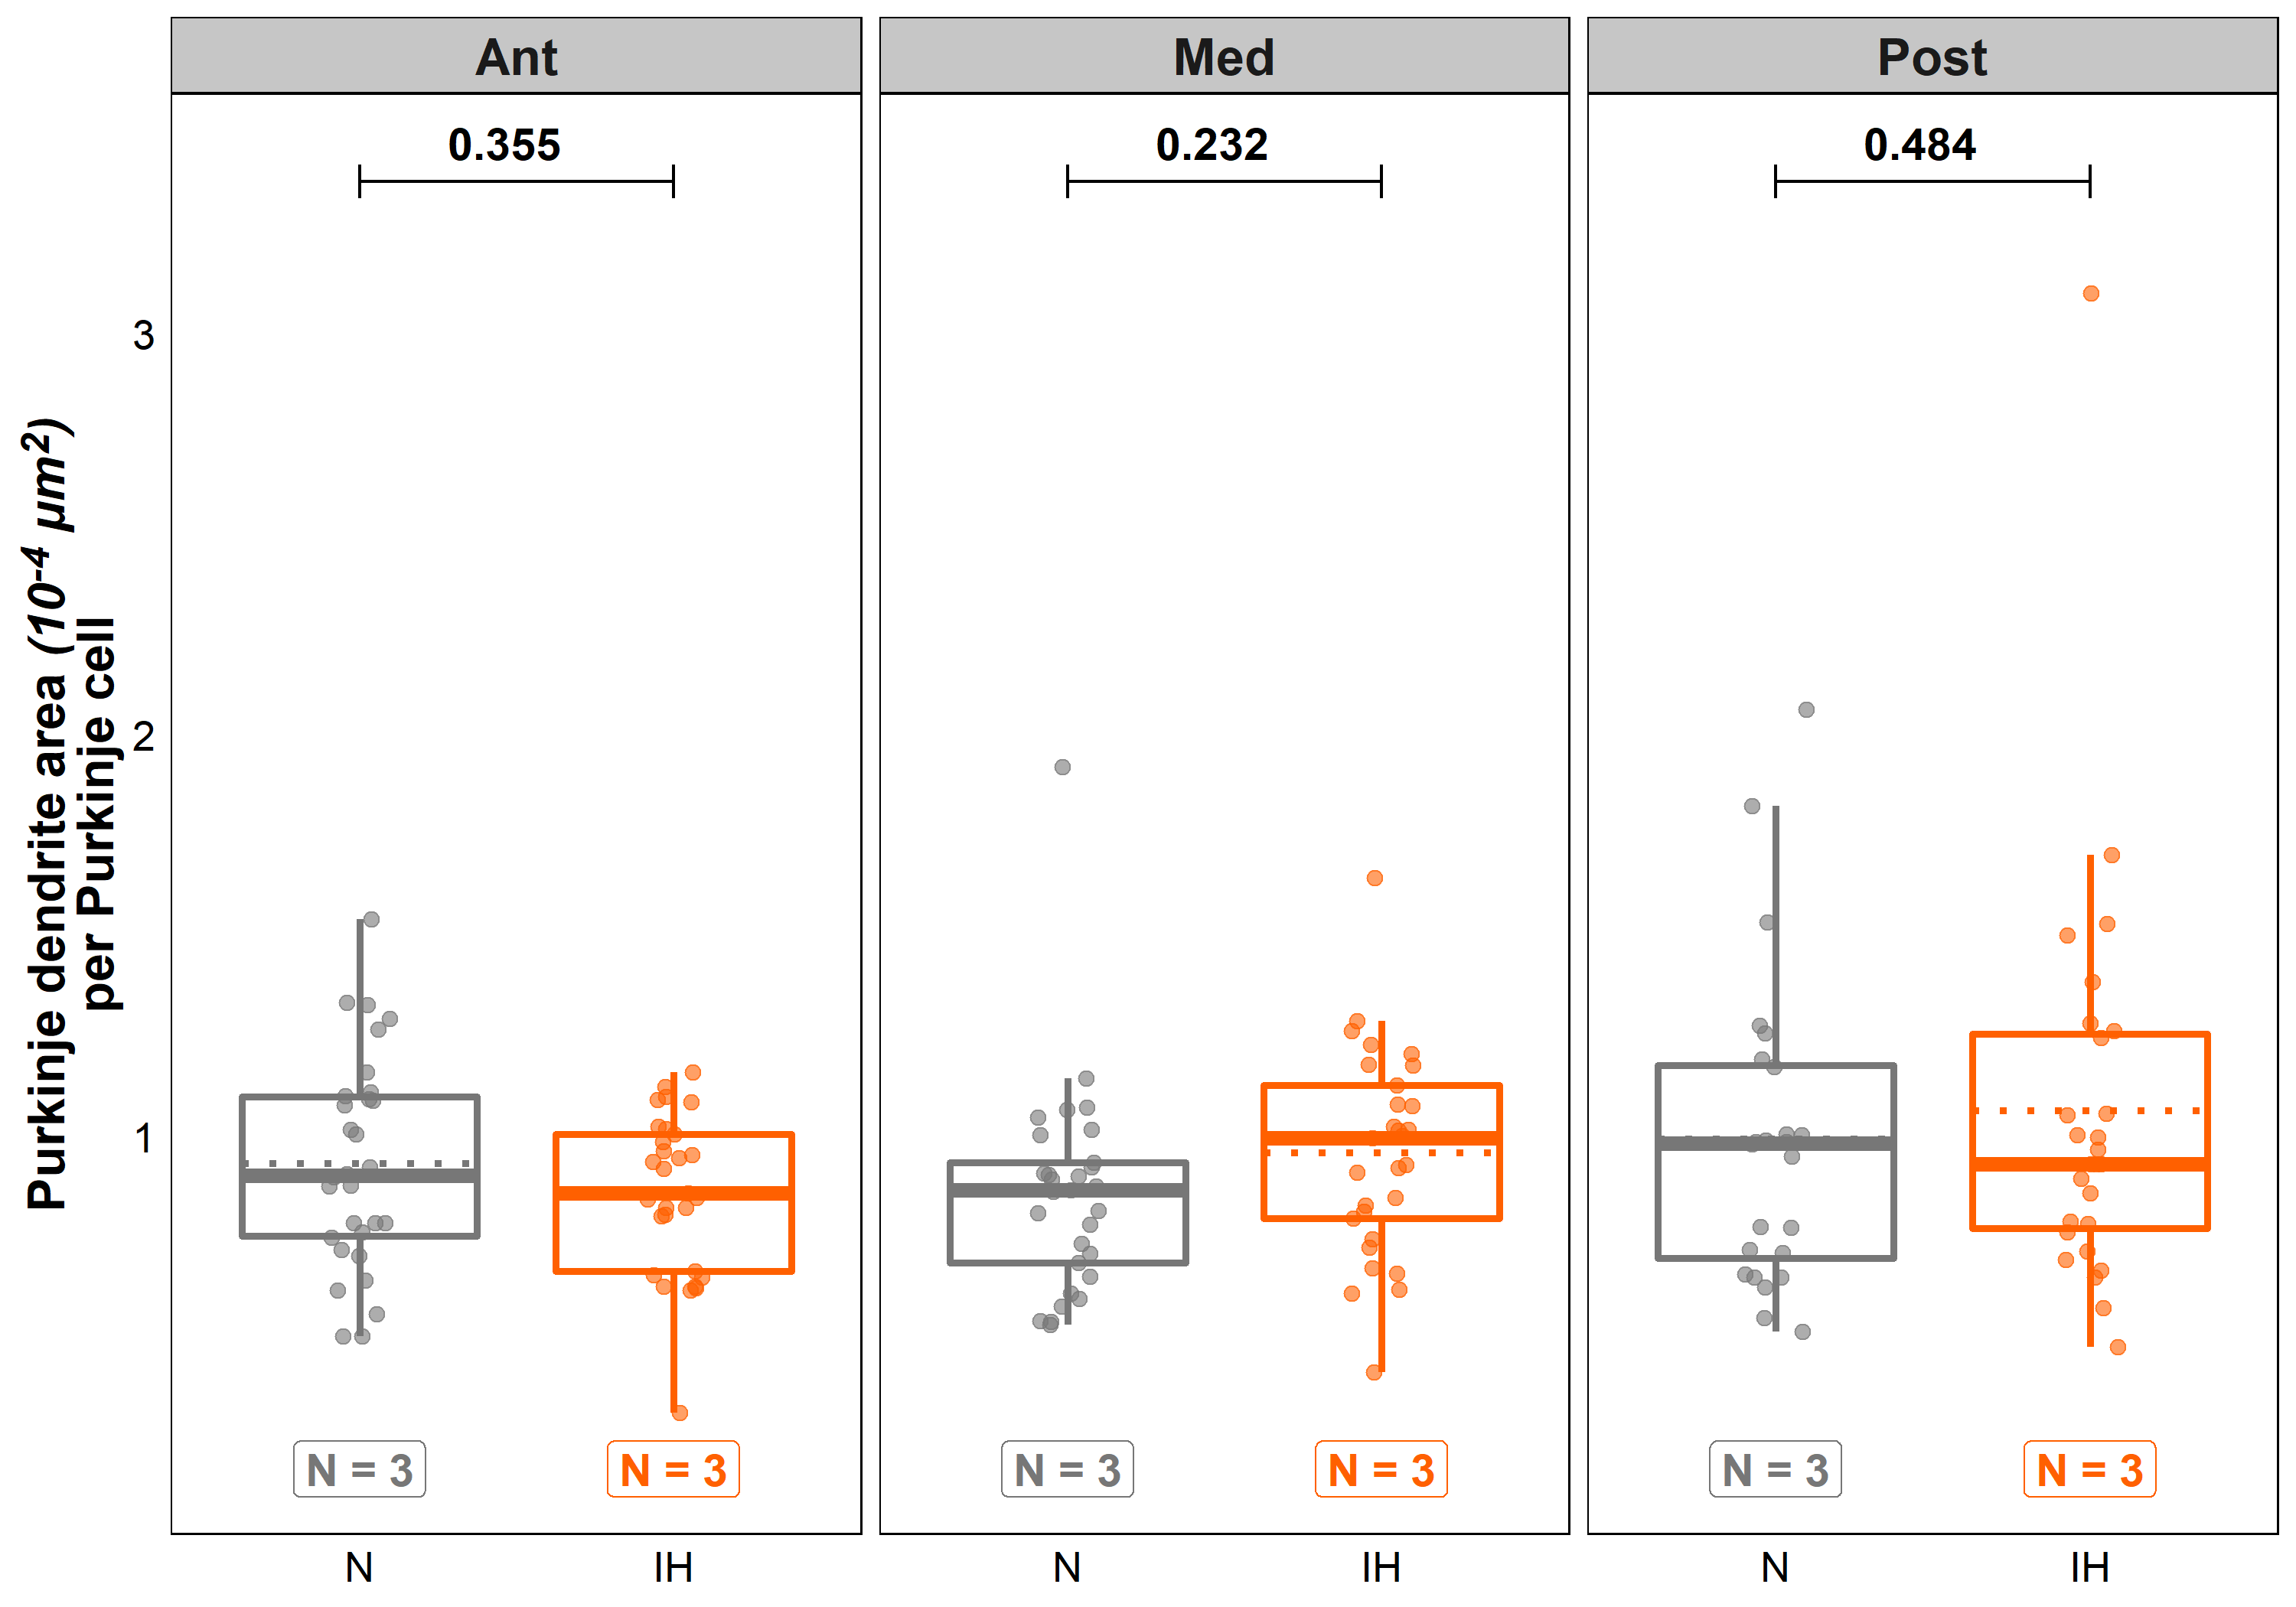 Ant
Med
Post
0.355
0.232
0.484
Purkinje dendrite area (10⁻⁴ µm²)
per Purkinje cell
3
2
1
N = 3
N = 3
N = 3
N = 3
N = 3
N = 3
N
IH
N
IH
N
IH